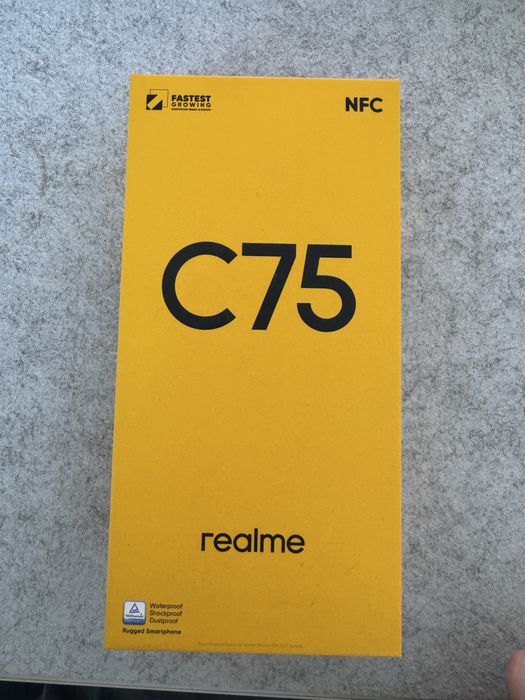 FASTEST
GROWING
NFC
C75
realme
Waterproof
Shockproof
Dustproof
Rugged Smartphone